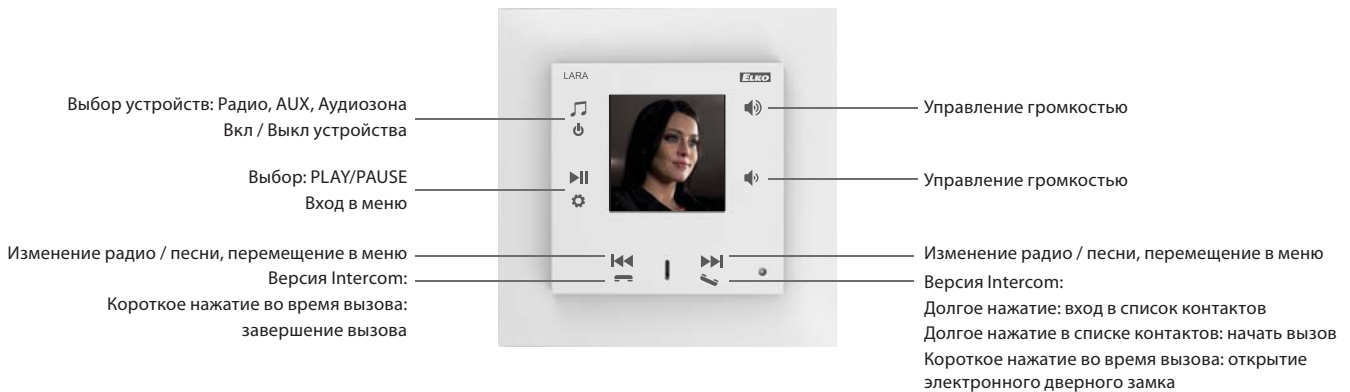 LARA
ELKO
Выбор устройств: Радио, AUX, Аудиозона
Вкл / Выкл устройства
Выбор: PLAY/PAUSE
Вход в меню
Изменение радио / песни, перемещение в меню
Версия Intercom:
Короткое нажатие во время вызова:
завершение вызова
Управление громкостью
Управление громкостью
Изменение радио / песни, перемещение в меню
Версия Intercom:
Долгое нажатие: вход в список контактов
Долгое нажатие в списке контактов: начать вызов
Короткое нажатие во время вызова: открытие
электронного дверного замка